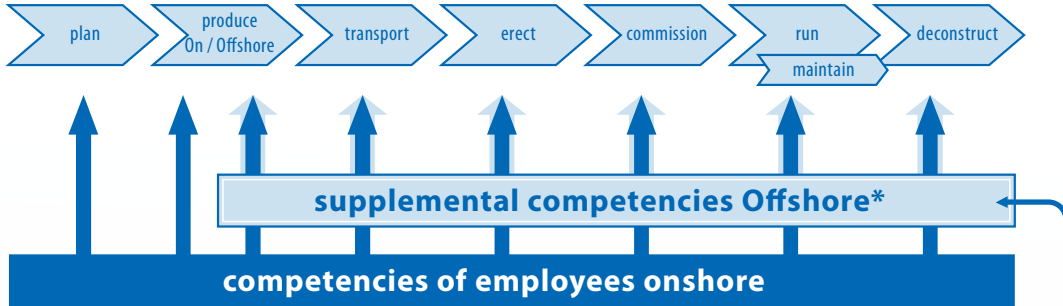 plan
produce
On / Offshore
transport
erect
commission
run
maintain
deconstruct
supplemental competencies Offshore*
competencies of employees onshore